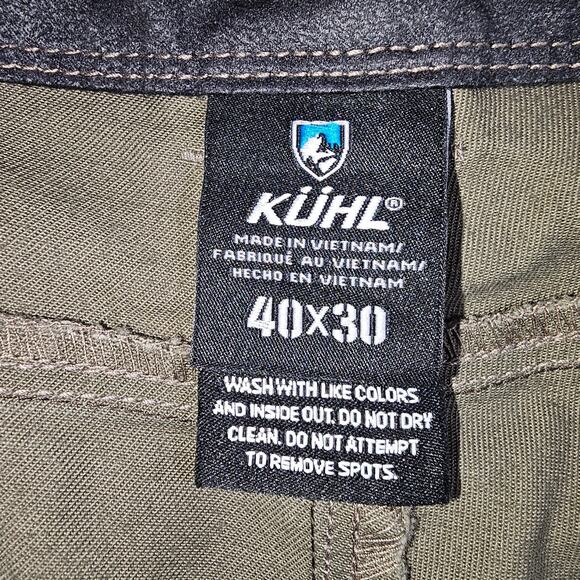 KÜHL®
MADE IN VIETNAM/
FABRIQUÉ AU VIETNAM/
HECHO EN VIETNAM
40X30
WASH WITH LIKE COLORS
AND INSIDE OUT. DO NOT DRY
CLEAN. DO NOT ATTEMPT
TO REMOVE SPOTS.